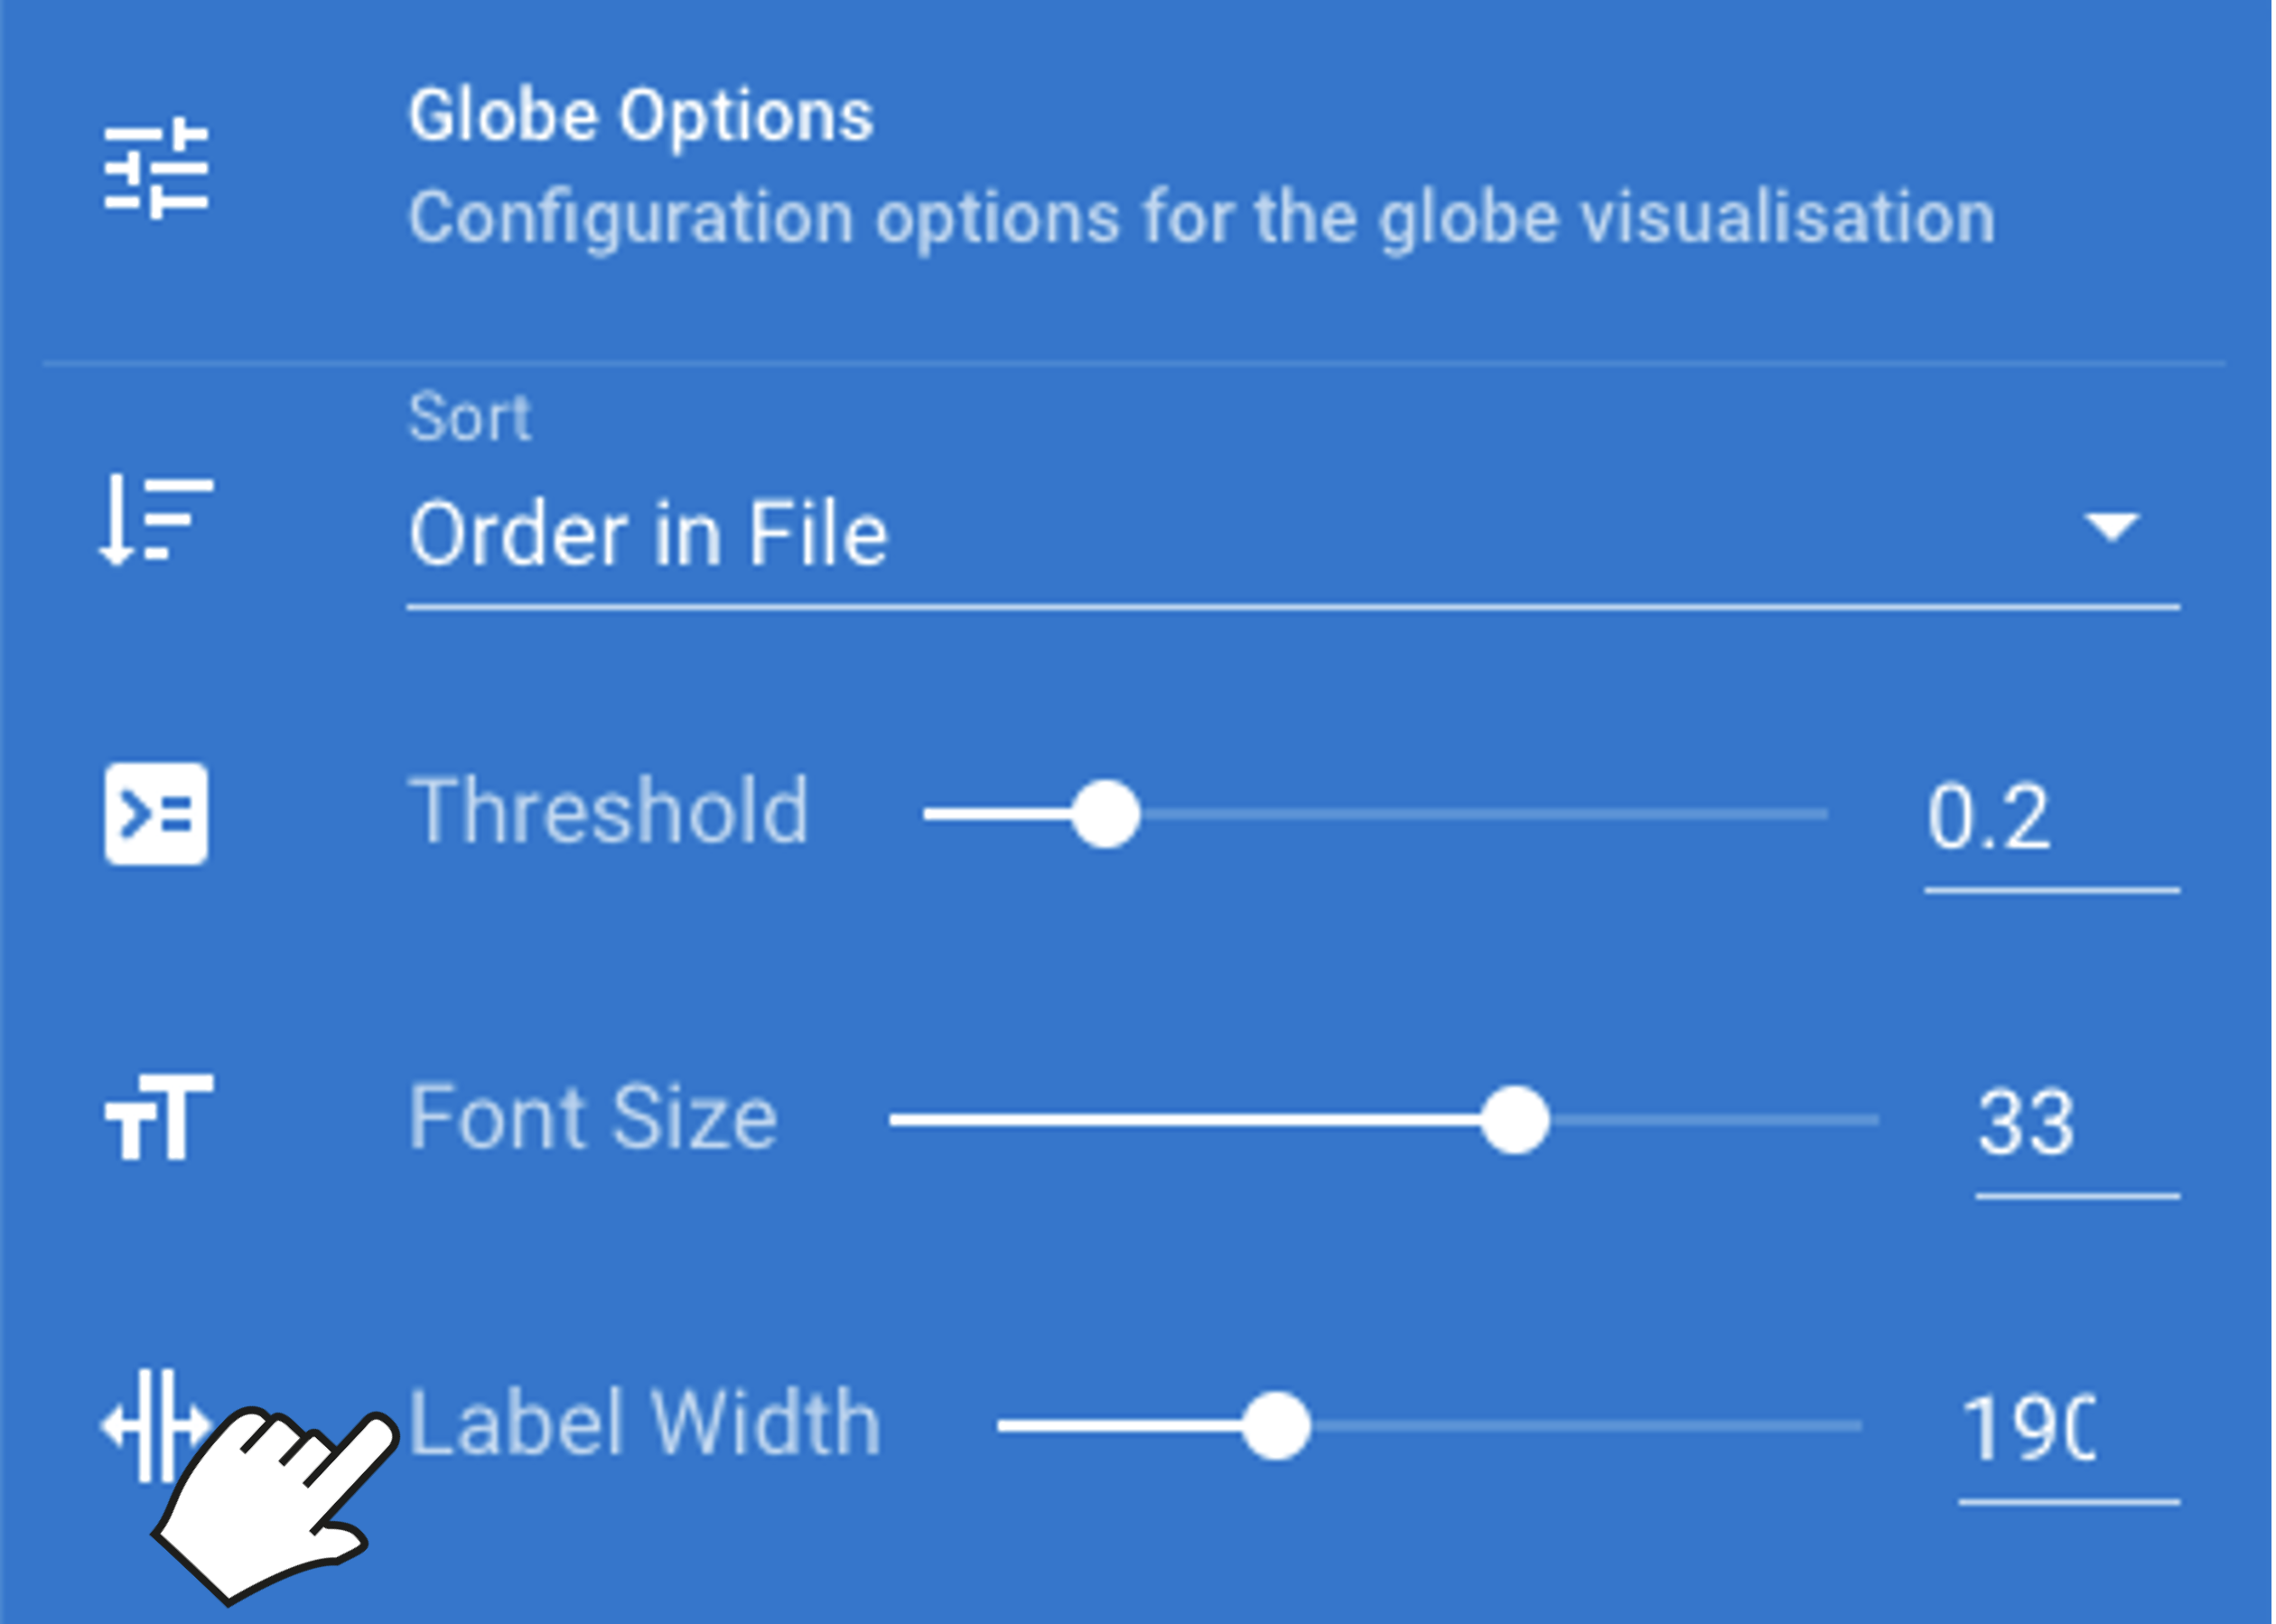 Globe Options
Configuration options for the globe visualisation
Sort
Order in File
Threshold 0.2
Font Size 33
Label Width 190